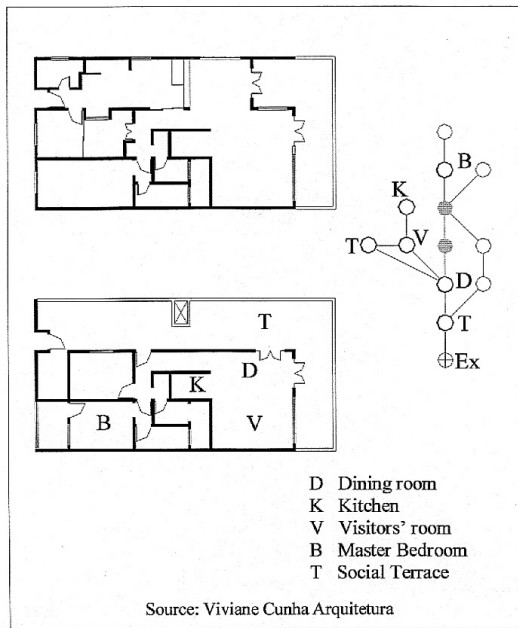 B
K
V
T
D
T
Ex
T
D
K
B
V
D Dining room
K Kitchen
V Visitors' room
B Master Bedroom
T Social Terrace
Source: Viviane Cunha Arquitetura